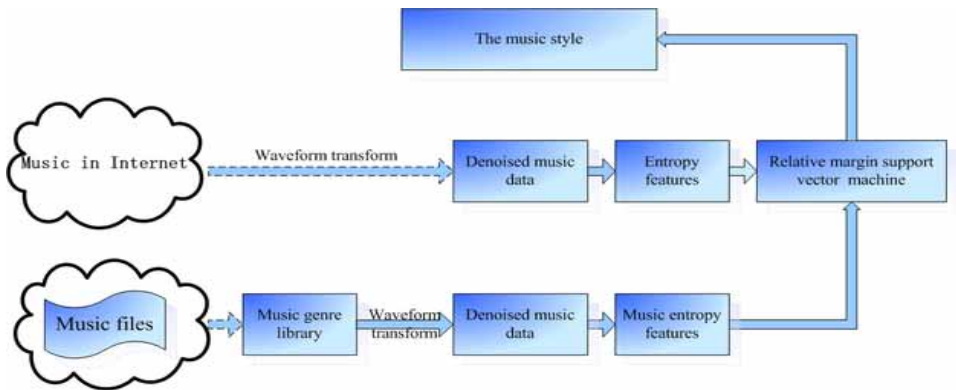 The music style
Music in Internet
Waveform transform
Denoised music
data
Entropy
features
Relative margin support
vector machine
Music files
Music genre
library
Waveform
transform
Denoised music
data
Music entropy
features